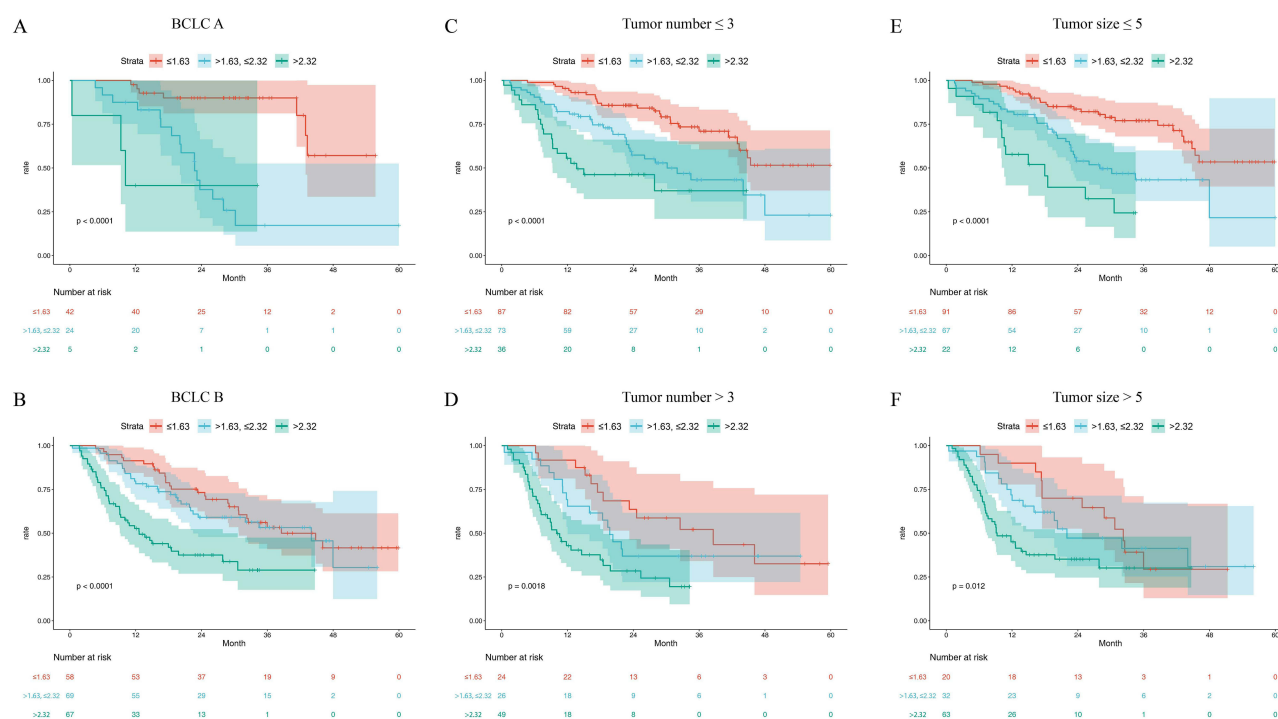 A BCLC A
Strata ≤1.63 >1.63, ≤2.32 >2.32
1.00
0.75
0.50
0.25
0.00
rate
p < 0.0001
0 12 24 36 48 60
Month
Number at risk
≤1.63 42 40 25 12 2 0
>1.63, ≤2.32 24 20 7 1 1 0
>2.32 5 2 1 0 0 0
C Tumor number ≤ 3
Strata ≤1.63 >1.63, ≤2.32 >2.32
1.00
0.75
0.50
0.25
0.00
rate
p < 0.0001
0 12 24 36 48 60
Month
Number at risk
≤1.63 87 82 57 29 10 0
>1.63, ≤2.32 73 59 27 10 2 0
>2.32 36 20 8 1 0 0
E Tumor size ≤ 5
Strata ≤1.63 >1.63, ≤2.32 >2.32
1.00
0.75
0.50
0.25
0.00
rate
p < 0.0001
0 12 24 36 48 60
Month
Number at risk
≤1.63 91 86 57 32 12 0
>1.63, ≤2.32 67 54 27 10 1 0
>2.32 22 12 6 0 0 0
B BCLC B
Strata ≤1.63 >1.63, ≤2.32 >2.32
1.00
0.75
0.50
0.25
0.00
rate
p < 0.0001
0 12 24 36 48 60
Month
Number at risk
≤1.63 58 53 37 19 9 0
>1.63, ≤2.32 69 55 29 15 2 0
>2.32 67 33 13 1 0 0
D Tumor number > 3
Strata ≤1.63 >1.63, ≤2.32 >2.32
1.00
0.75
0.50
0.25
0.00
rate
p = 0.0018
0 12 24 36 48 60
Month
Number at risk
≤1.63 24 22 13 6 3 0
>1.63, ≤2.32 26 18 9 6 1 0
>2.32 49 18 8 0 0 0
F Tumor size > 5
Strata ≤1.63 >1.63, ≤2.32 >2.32
1.00
0.75
0.50
0.25
0.00
rate
p = 0.012
0 12 24 36 48 60
Month
Number at risk
≤1.63 20 18 13 3 1 0
>1.63, ≤2.32 32 23 9 6 2 0
>2.32 63 26 10 1 0 0